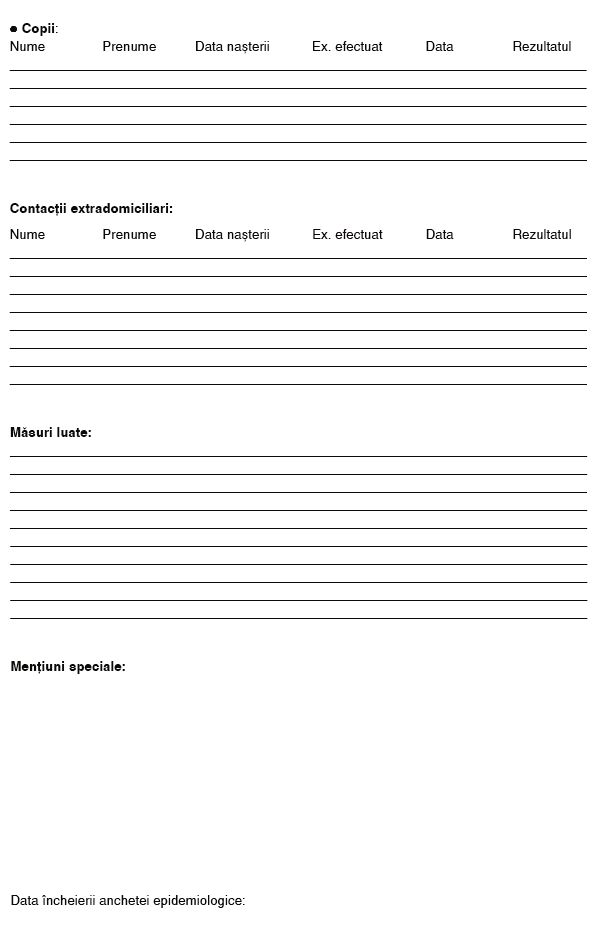 ● Copii:
Nume Prenume Data nașterii Ex. efectuat Data Rezultatul
Contacții extradomiciliari:
Nume Prenume Data nașterii Ex. efectuat Data Rezultatul
Măsuri luate:
Mențiuni speciale:
Data încheierii anchetei epidemiologice: